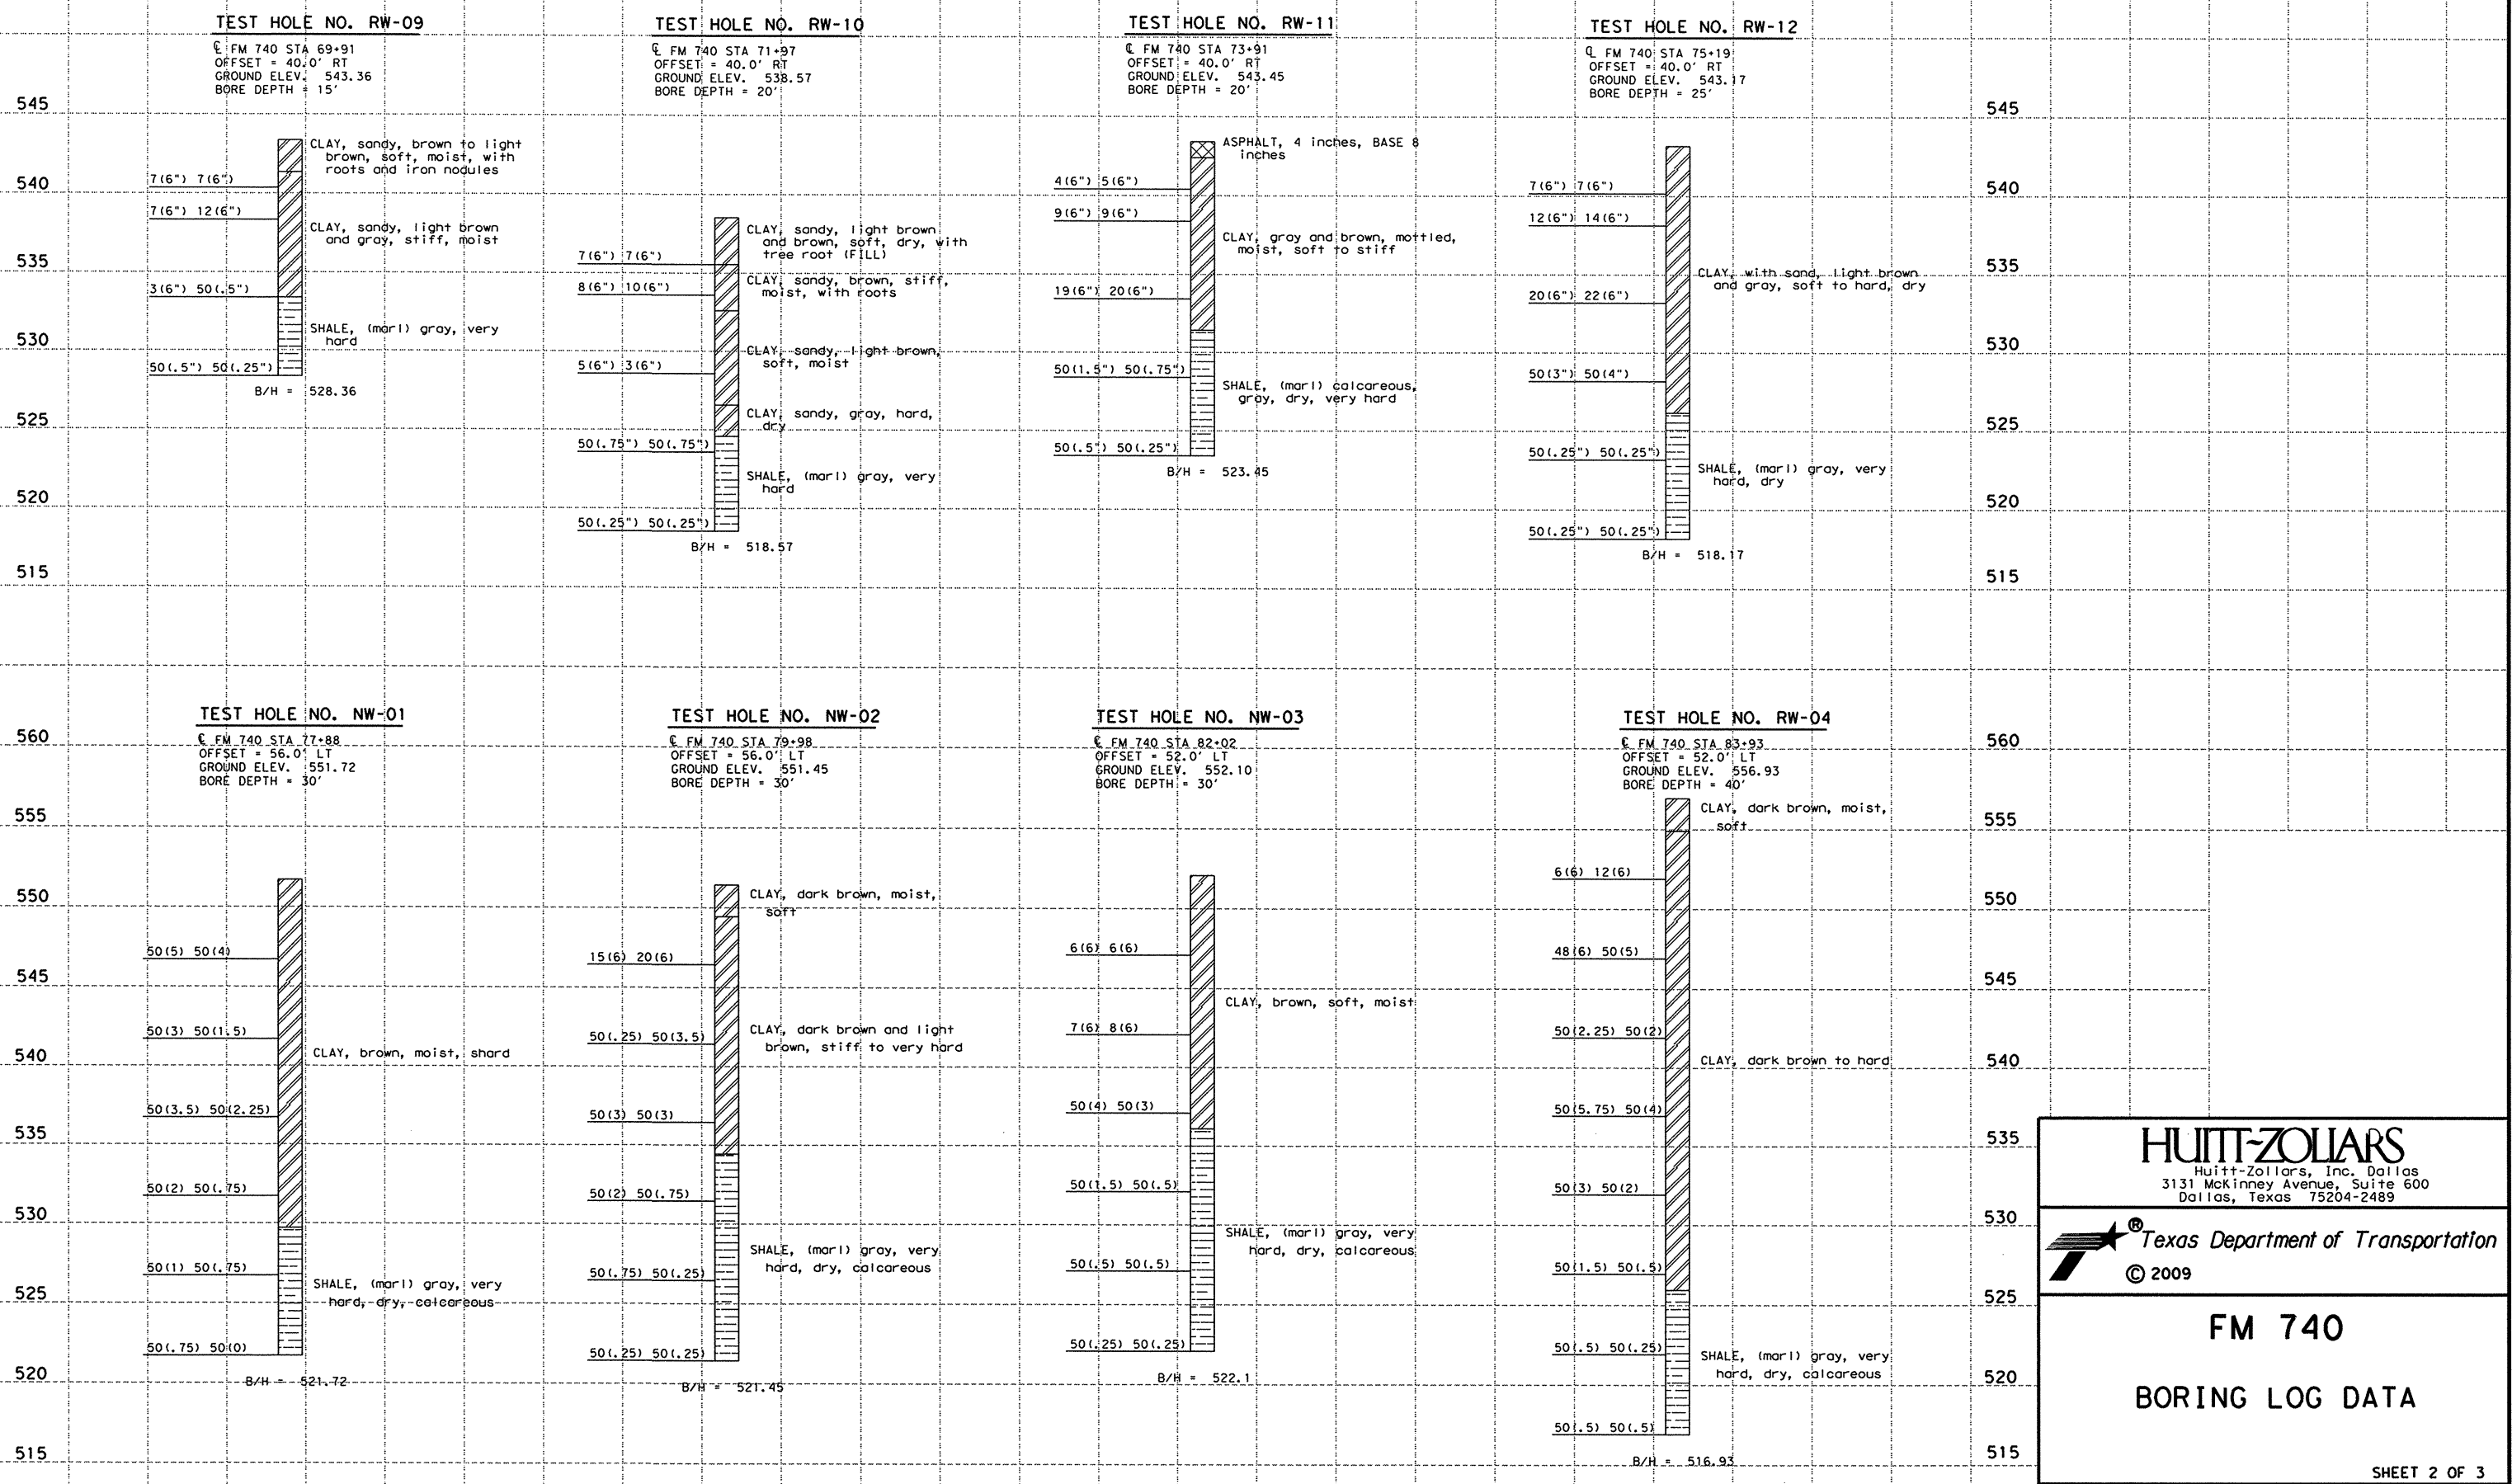 TEST HOLE NO. RW-09
℄ FM 740 STA 69+91
OFFSET = 40.0' RT
GROUND ELEV. 543.36
BORE DEPTH = 15'
CLAY, sandy, brown to light
brown, soft, moist, with
roots and iron nodules
7(6") 7(6")
7(6") 12(6")
CLAY, sandy, light brown
and gray, stiff, moist
3(6") 50(.5")
SHALE, (marl) gray, very
hard
50(.5") 50(.25")
B/H = 528.36
TEST HOLE NO. RW-10
℄ FM 740 STA 71+97
OFFSET = 40.0' RT
GROUND ELEV. 538.57
BORE DEPTH = 20'
CLAY, sandy, light brown
and brown, soft, dry, with
tree root (FILL)
7(6") 7(6")
CLAY, sandy, brown, stiff,
moist, with roots
8(6") 10(6")
CLAY, sandy, light brown,
soft, moist
5(6") 3(6")
CLAY, sandy, gray, hard,
dry
50(.75") 50(.75")
SHALE, (marl) gray, very
hard
50(.25") 50(.25")
B/H = 518.57
TEST HOLE NO. RW-11
℄ FM 740 STA 73+91
OFFSET = 40.0' RT
GROUND ELEV. 543.45
BORE DEPTH = 20'
ASPHALT, 4 inches, BASE 8
inches
4(6") 5(6")
9(6") 9(6")
CLAY, gray and brown, mottled,
moist, soft to stiff
19(6") 20(6")
50(1.5") 50(.75")
SHALE, (marl) calcareous,
gray, dry, very hard
50(.5") 50(.25")
B/H = 523.45
TEST HOLE NO. RW-12
℄ FM 740 STA 75+19
OFFSET = 40.0' RT
GROUND ELEV. 543.17
BORE DEPTH = 25'
7(6") 7(6")
12(6") 14(6")
CLAY, with sand, light brown
and gray, soft to hard, dry
20(6") 22(6")
50(3") 50(4")
50(.25") 50(.25")
SHALE, (marl) gray, very
hard, dry
50(.25") 50(.25")
B/H = 518.17
545
540
535
530
525
520
515
545
540
535
530
525
520
515
TEST HOLE NO. NW-01
℄ FM 740 STA 77+88
OFFSET = 56.0' LT
GROUND ELEV. 551.72
BORE DEPTH = 30'
50(5) 50(4)
50(3) 50(1.5)
CLAY, brown, moist, shard
50(3.5) 50(2.25)
50(2) 50(.75)
50(1) 50(.75)
SHALE, (marl) gray, very
hard, dry, calcareous
50(.75) 50(0)
B/H = 521.72
TEST HOLE NO. NW-02
℄ FM 740 STA 79+98
OFFSET = 56.0' LT
GROUND ELEV. 551.45
BORE DEPTH = 30'
CLAY, dark brown, moist,
soft
15(6) 20(6)
CLAY, dark brown and light
brown, stiff to very hard
50(.25) 50(3.5)
50(3) 50(3)
50(2) 50(.75)
SHALE, (marl) gray, very
hard, dry, calcareous
50(.75) 50(.25)
50(.25) 50(.25)
B/H = 521.45
TEST HOLE NO. NW-03
℄ FM 740 STA 82+02
OFFSET = 52.0' LT
GROUND ELEV. 552.10
BORE DEPTH = 30'
6(6) 6(6)
CLAY, brown, soft, moist
7(6) 8(6)
50(4) 50(3)
50(1.5) 50(.5)
SHALE, (marl) gray, very
hard, dry, calcareous
50(.5) 50(.5)
50(.25) 50(.25)
B/H = 522.1
TEST HOLE NO. RW-04
℄ FM 740 STA 83+93
OFFSET = 52.0' LT
GROUND ELEV. 556.93
BORE DEPTH = 40'
CLAY, dark brown, moist,
soft
6(6) 12(6)
48(6) 50(5)
50(2.25) 50(2)
CLAY, dark brown to hard
50(5.75) 50(4)
50(3) 50(2)
50(1.5) 50(.5)
50(.5) 50(.25)
SHALE, (marl) gray, very
hard, dry, calcareous
50(.5) 50(.5)
B/H = 516.93
560
555
550
545
540
535
530
525
520
515
560
555
550
545
540
535
530
525
520
515
HUITT-ZOLLARS
Huitt-Zollars, Inc. Dallas
3131 McKinney Avenue, Suite 600
Dallas, Texas 75204-2489
® Texas Department of Transportation
© 2009
FM 740
BORING LOG DATA
SHEET 2 OF 3